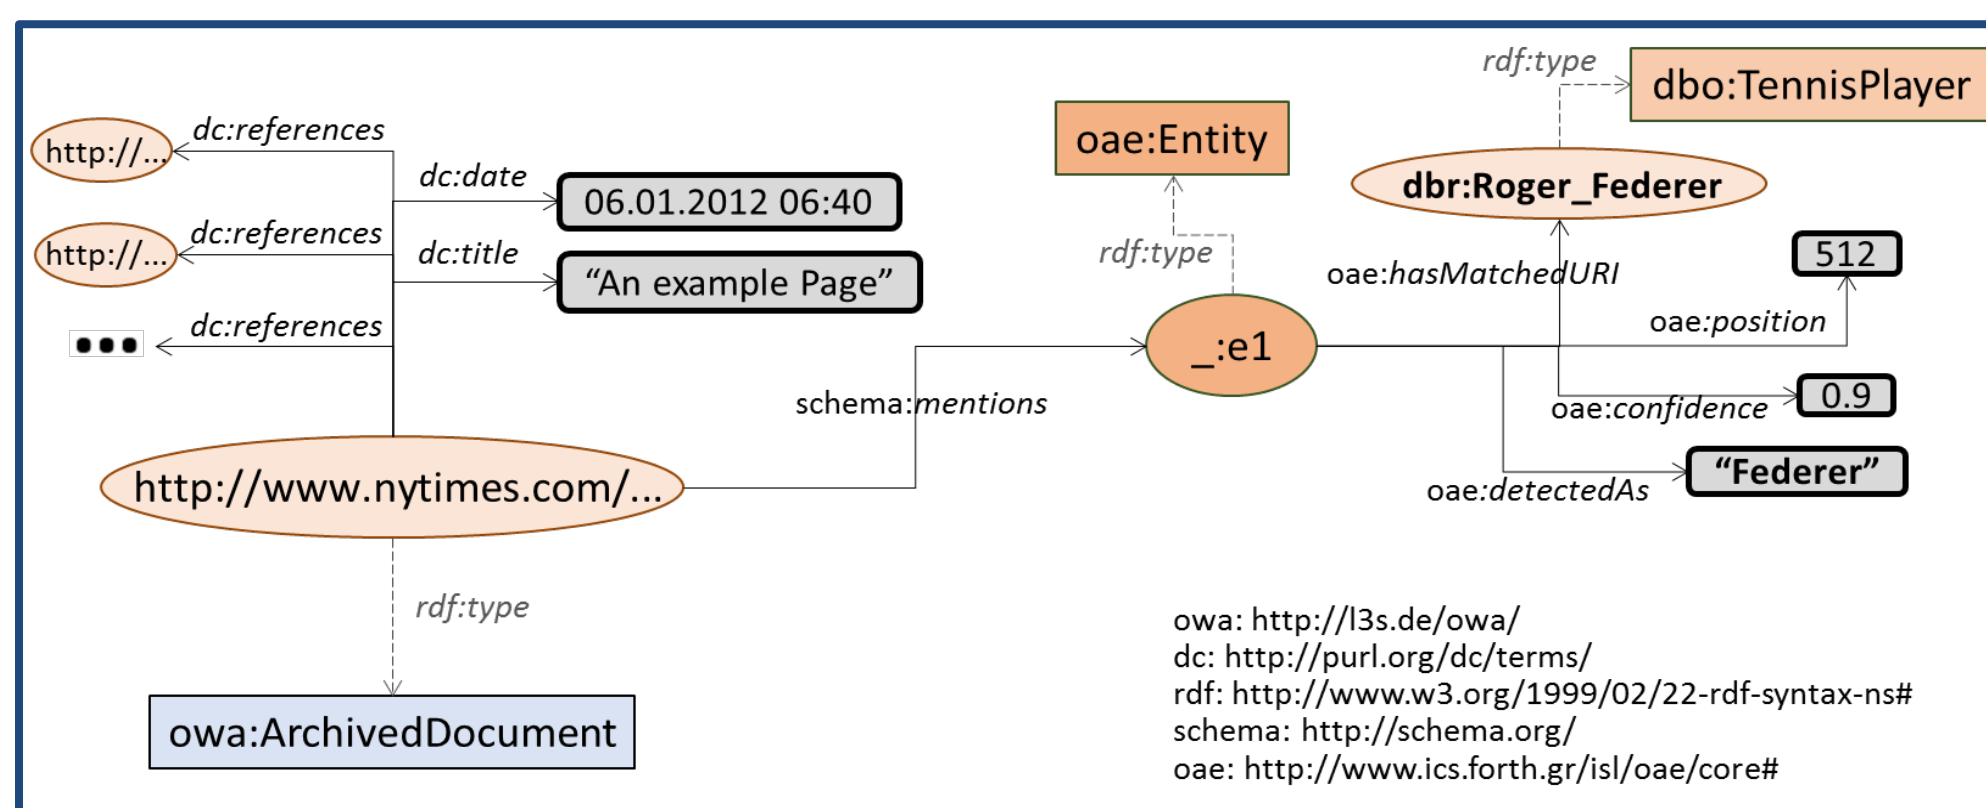 rdf:type
dbo:TennisPlayer
dc:references
http://...
oae:Entity
dc:date
06.01.2012 06:40
dbr:Roger_Federer
dc:references
http://...
dc:title
“An example Page”
rdf:type
oae:hasMatchedURI
512
dc:references
oae:position
_:e1
schema:mentions
oae:confidence
0.9
http://www.nytimes.com/...
oae:detectedAs
“Federer”
rdf:type
owa:ArchivedDocument
owa: http://l3s.de/owa/
dc: http://purl.org/dc/terms/
rdf: http://www.w3.org/1999/02/22-rdf-syntax-ns#
schema: http://schema.org/
oae: http://www.ics.forth.gr/isl/oae/core#